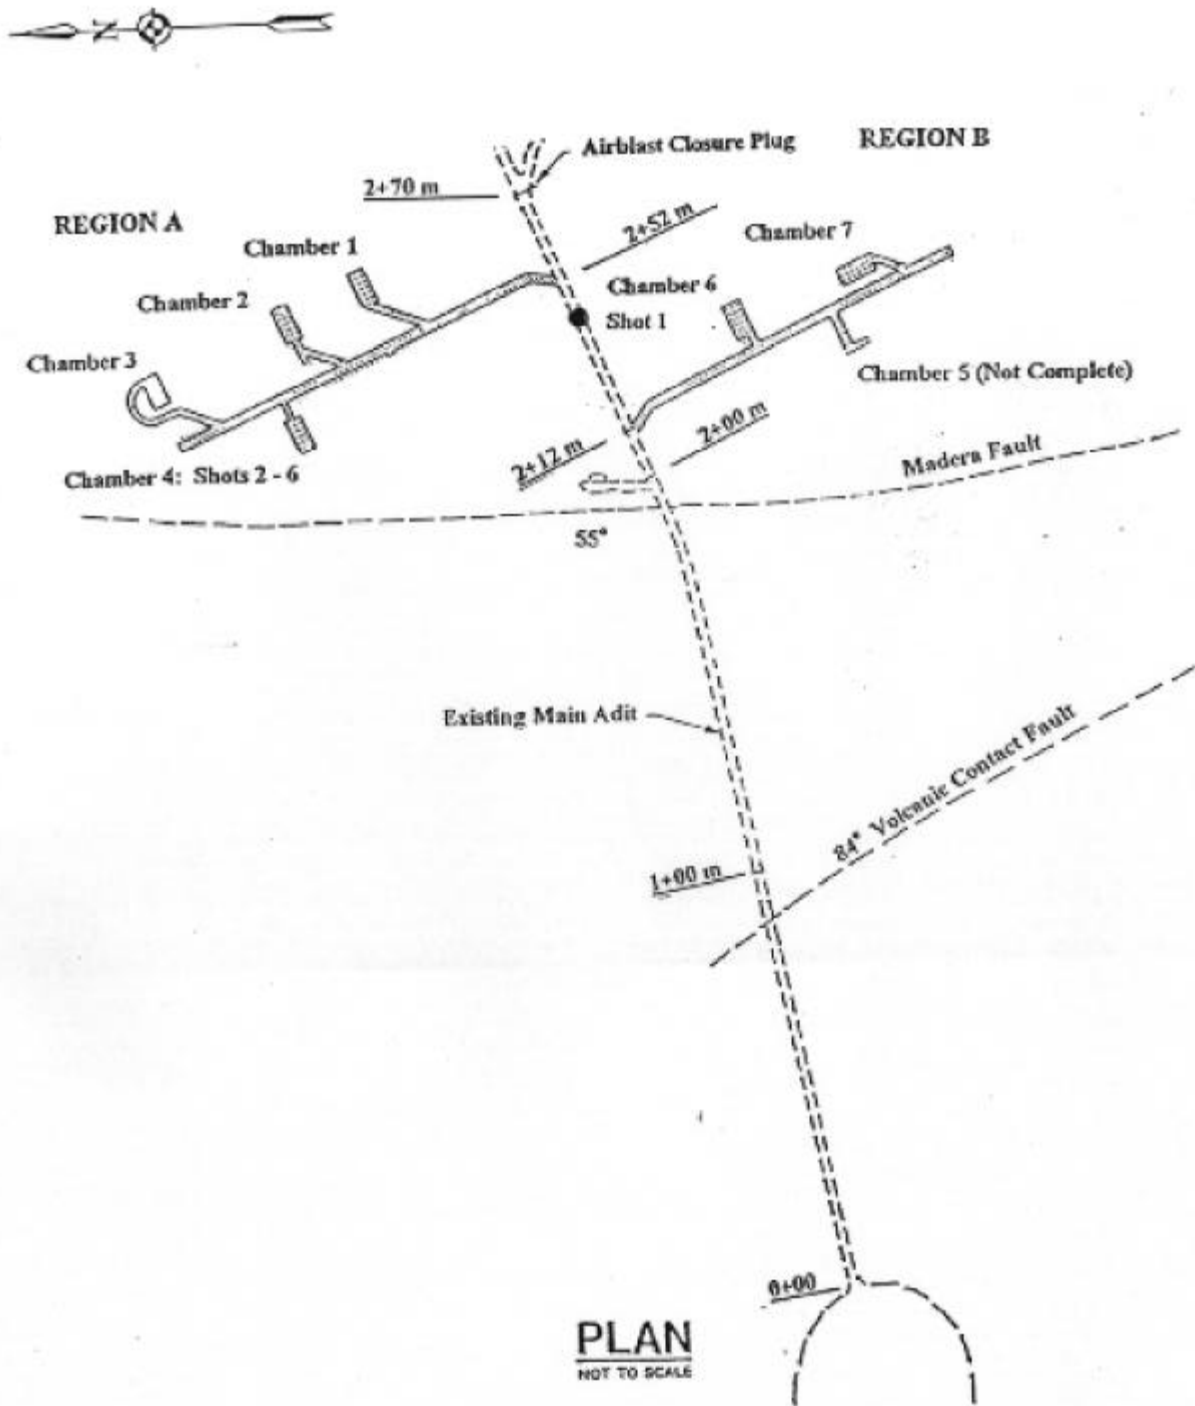 N
Airblast Closure Plug
REGION B
2+70 m
REGION A
2+52 m
Chamber 1
Chamber 7
Chamber 2
Chamber 6
Shot 1
Chamber 3
Chamber 5 (Not Complete)
2+00 m
2+12 m
Madera Fault
Chamber 4: Shots 2 - 6
55°
Existing Main Adit
84° Volcanic Contact Fault
1+00 m
0+00
PLAN
NOT TO SCALE